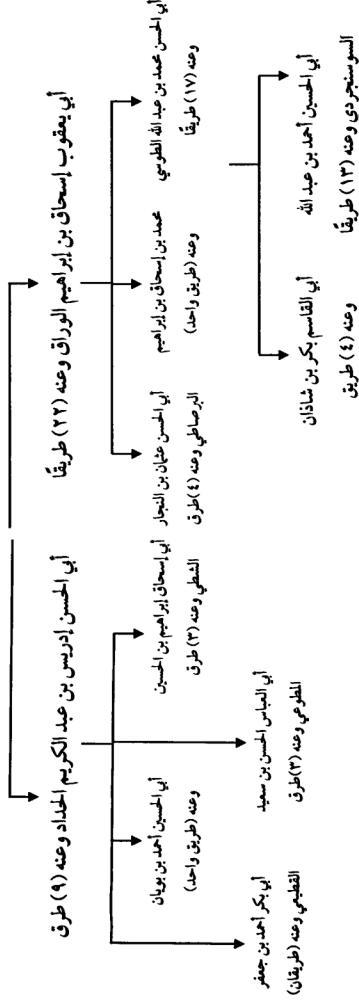 أبي يعقوب إسحاق بن إبراهيم الوراق وعنه (٢٢) طريقًا
أبي الحسن إدريس بن عبد الكريم الحداد وعنه (٩) طرق
أبي الحسن محمد بن عبد الله الطوسي
وعنه (١٧) طريقًا
محمد بن إسحاق بن إبراهيم
وعنه (طريق واحد)
أبي الحسن عثمان بن النجار
البرصاطي وعنه (٤) طرق
أبي إسحاق إبراهيم بن الحسين
الشطي وعنه (٣) طرق
أبي العباس الحسن بن سعيد
المطوعي وعنه (٣) طرق
أبي الحسين أحمد بن بويان
وعنه (طريق واحد)
أبي بكر أحمد بن جعفر
القطيعي وعنه (طريقان)
أبي الحسين أحمد بن عبد الله
السوسنجردى وعنه (١٣) طريقًا
أبي القاسم بكر بن شاذان
وعنه (٤) طريق